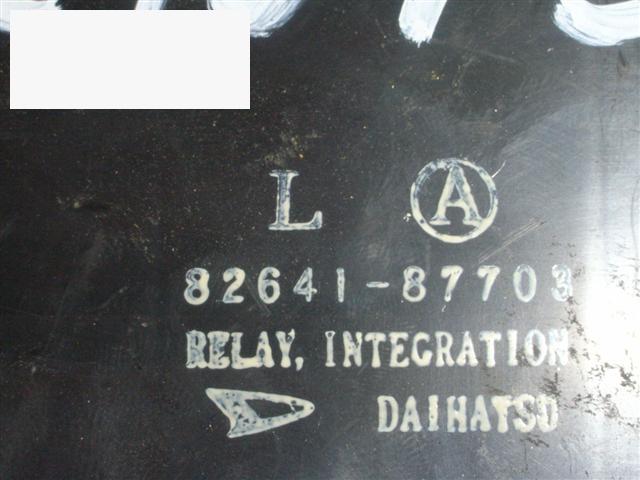 L Ⓐ
82641-87703
RELAY, INTEGRATION
DAIHATSU